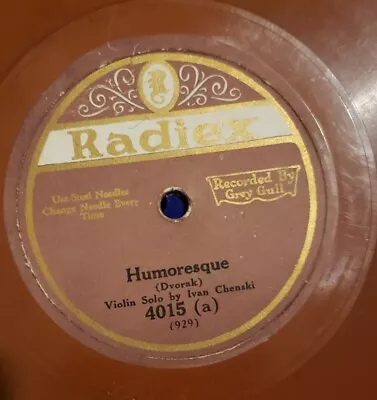 R
Radiex
Use Steel Needles
Change Needle Every
Time
Recorded By
Grey Gull
Humoresque
(Dvorak)
Violin Solo by Ivan Chenski
4015 (a)
(929)